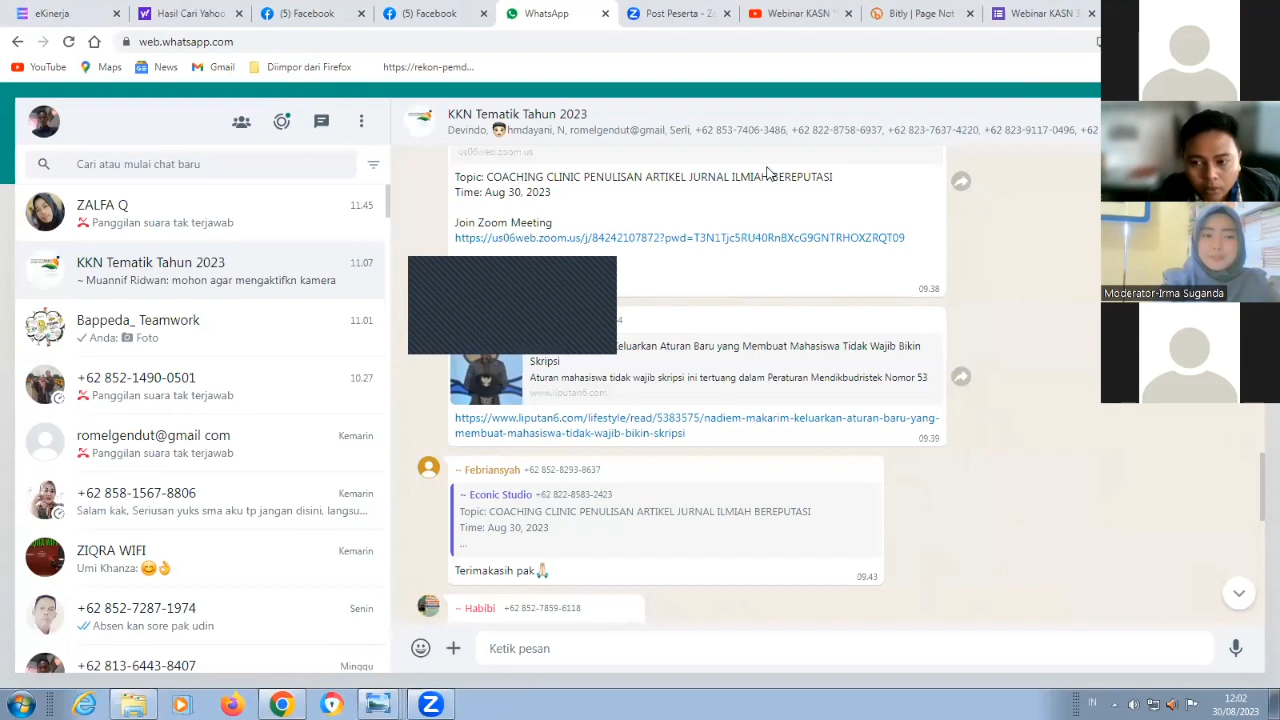 eKinerja
Hasil Ceri Yahoo
(5) Facebook
(5) Facebook
WhatsApp
Post Peserta - Z
Webinar KASN
Bitly | Page Not
Webinar KASN
web.whatsapp.com
YouTube
Maps
News
Gmail
Diimpor dari Firefox
https://rekon-pemd...
KKN Tematik Tahun 2023
Devindo, hmdayani, N, romelgendut@gmail, Serli, +62 853-7406-3486, +62 822-8758-6937, +62 823-7637-4220, +62 823-9117-0496, +62
Cari atau mulai chat baru
ZALFA Q
11.45
Panggilan suara tak terjawab
KKN Tematik Tahun 2023
11.07
~ Muannif Ridwan: mohon agar mengaktifkn kamera
Bappeda_ Teamwork
11.01
Anda: Foto
+62 852-1490-0501
10.27
Panggilan suara tak terjawab
romelgendut@gmail com
Kemarin
Panggilan suara tak terjawab
+62 858-1567-8806
Kemarin
Salam kak, Seriusan yuks sma aku tp jangan disini, langsu...
ZIQRA WIFI
Kemarin
Umi Khanza: 😊👌
+62 852-7287-1974
Senin
Absen kan sore pak udin
+62 813-6443-8407
Minggu
us06web.zoom.us
Topic: COACHING CLINIC PENULISAN ARTIKEL JURNAL ILMIAH BEREPUTASI
Time: Aug 30, 2023
Join Zoom Meeting
https://us06web.zoom.us/j/84242107872?pwd=T3N1Tjc5RU40RnBXcG9GNTRHOXZRQT09
09.38
Keluarkan Aturan Baru yang Membuat Mahasiswa Tidak Wajib Bikin
Skripsi
Aturan mahasiswa tidak wajib skripsi ini tertuang dalam Peraturan Mendikbudristek Nomor 53
www.liputan6.com
https://www.liputan6.com/lifestyle/read/5383575/nadiem-makarim-keluarkan-aturan-baru-yang-
membuat-mahasiswa-tidak-wajib-bikin-skripsi
09.39
~ Febriansyah +62 852-8293-8637
~ Econic Studio +62 822-8583-2423
Topic: COACHING CLINIC PENULISAN ARTIKEL JURNAL ILMIAH BEREPUTASI
Time: Aug 30, 2023
...
Terimakasih pak🙏🏻
09.43
~ Habibi +62 852-7859-6118
Ketik pesan
Moderator-Irma Suganda
IN
12:02
30/08/2023